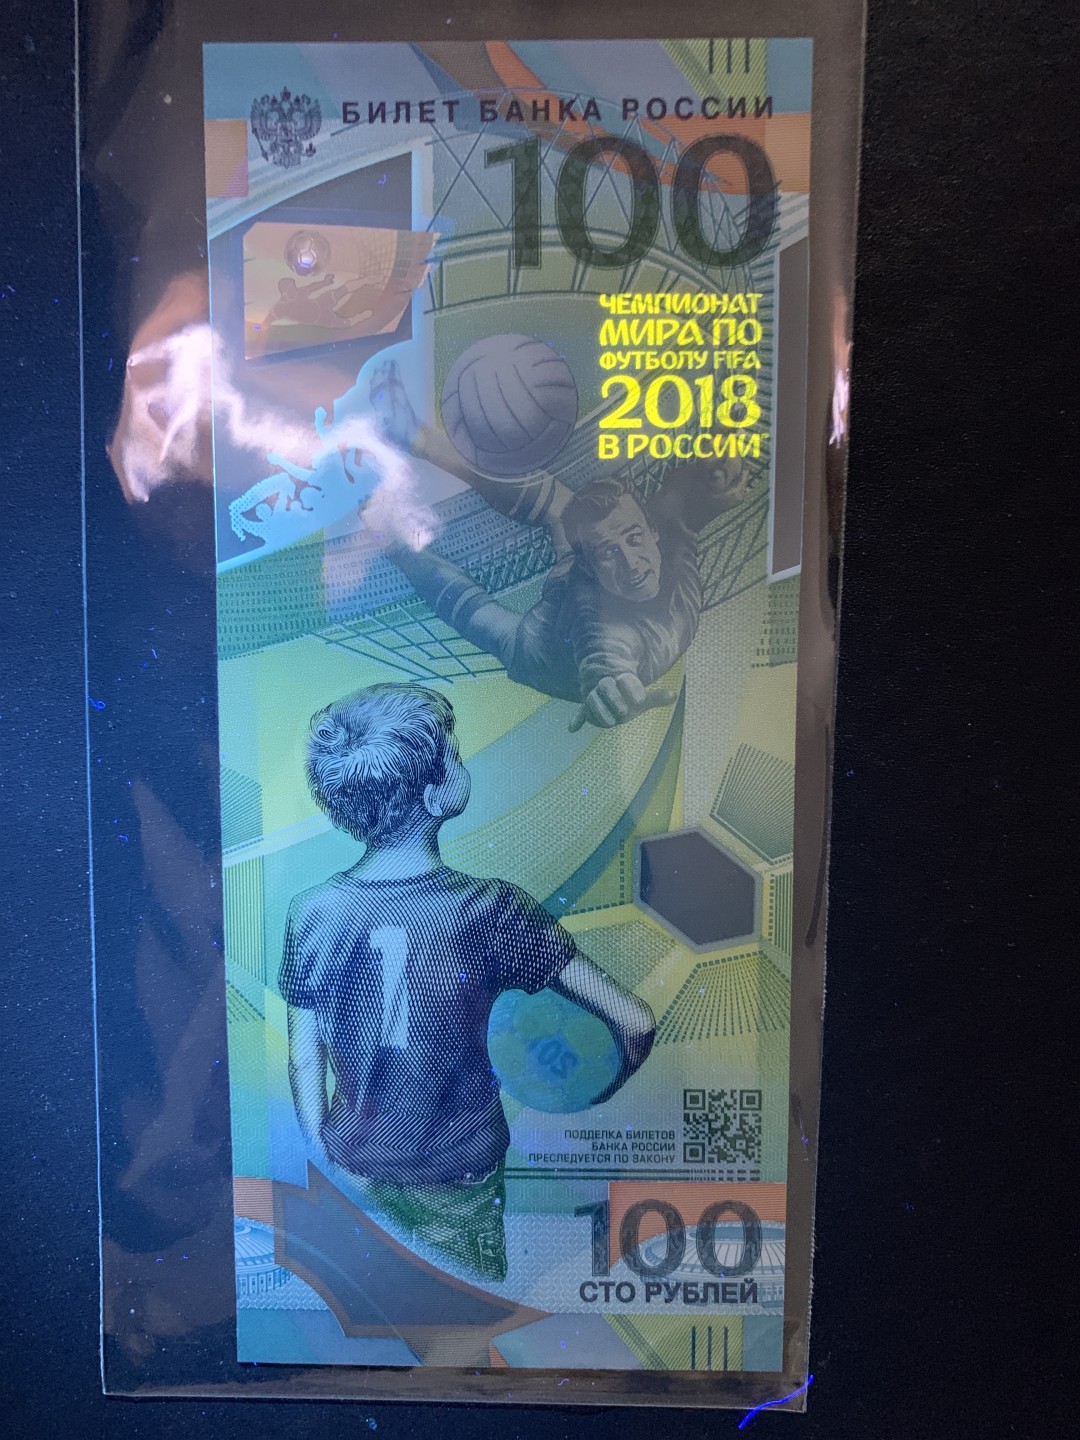 БИЛЕТ БАНКА РОССИИ
100
ЧЕМПИОНАТ
МИРА ПО
ФУТБОЛУ FIFA
2018
В РОССИИ
1
ПОДДЕЛКА БИЛЕТОВ
БАНКА РОССИИ
ПРЕСЛЕДУЕТСЯ ПО ЗАКОНУ
100
СТО РУБЛЕЙ